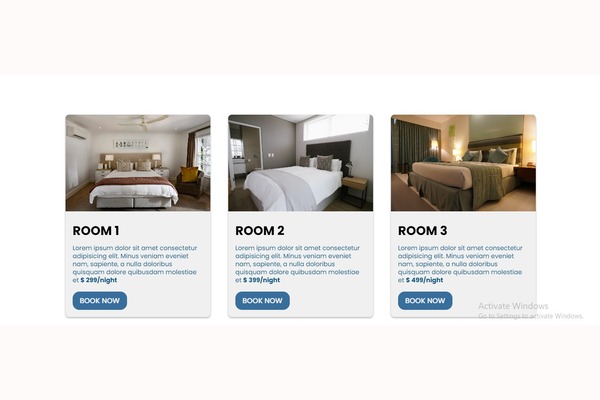 ROOM 1
Lorem ipsum dolor sit amet consectetur
adipisicing elit. Minus veniam eveniet
nam, sapiente, a nulla doloribus
quisquam dolore quibusdam molestiae
et $ 299/night
BOOK NOW
ROOM 2
Lorem ipsum dolor sit amet consectetur
adipisicing elit. Minus veniam eveniet
nam, sapiente, a nulla doloribus
quisquam dolore quibusdam molestiae
et $ 399/night
BOOK NOW
ROOM 3
Lorem ipsum dolor sit amet consectetur
adipisicing elit. Minus veniam eveniet
nam, sapiente, a nulla doloribus
quisquam dolore quibusdam molestiae
et $ 499/night
BOOK NOW
Activate Windows
Go to Settings to activate Windows.